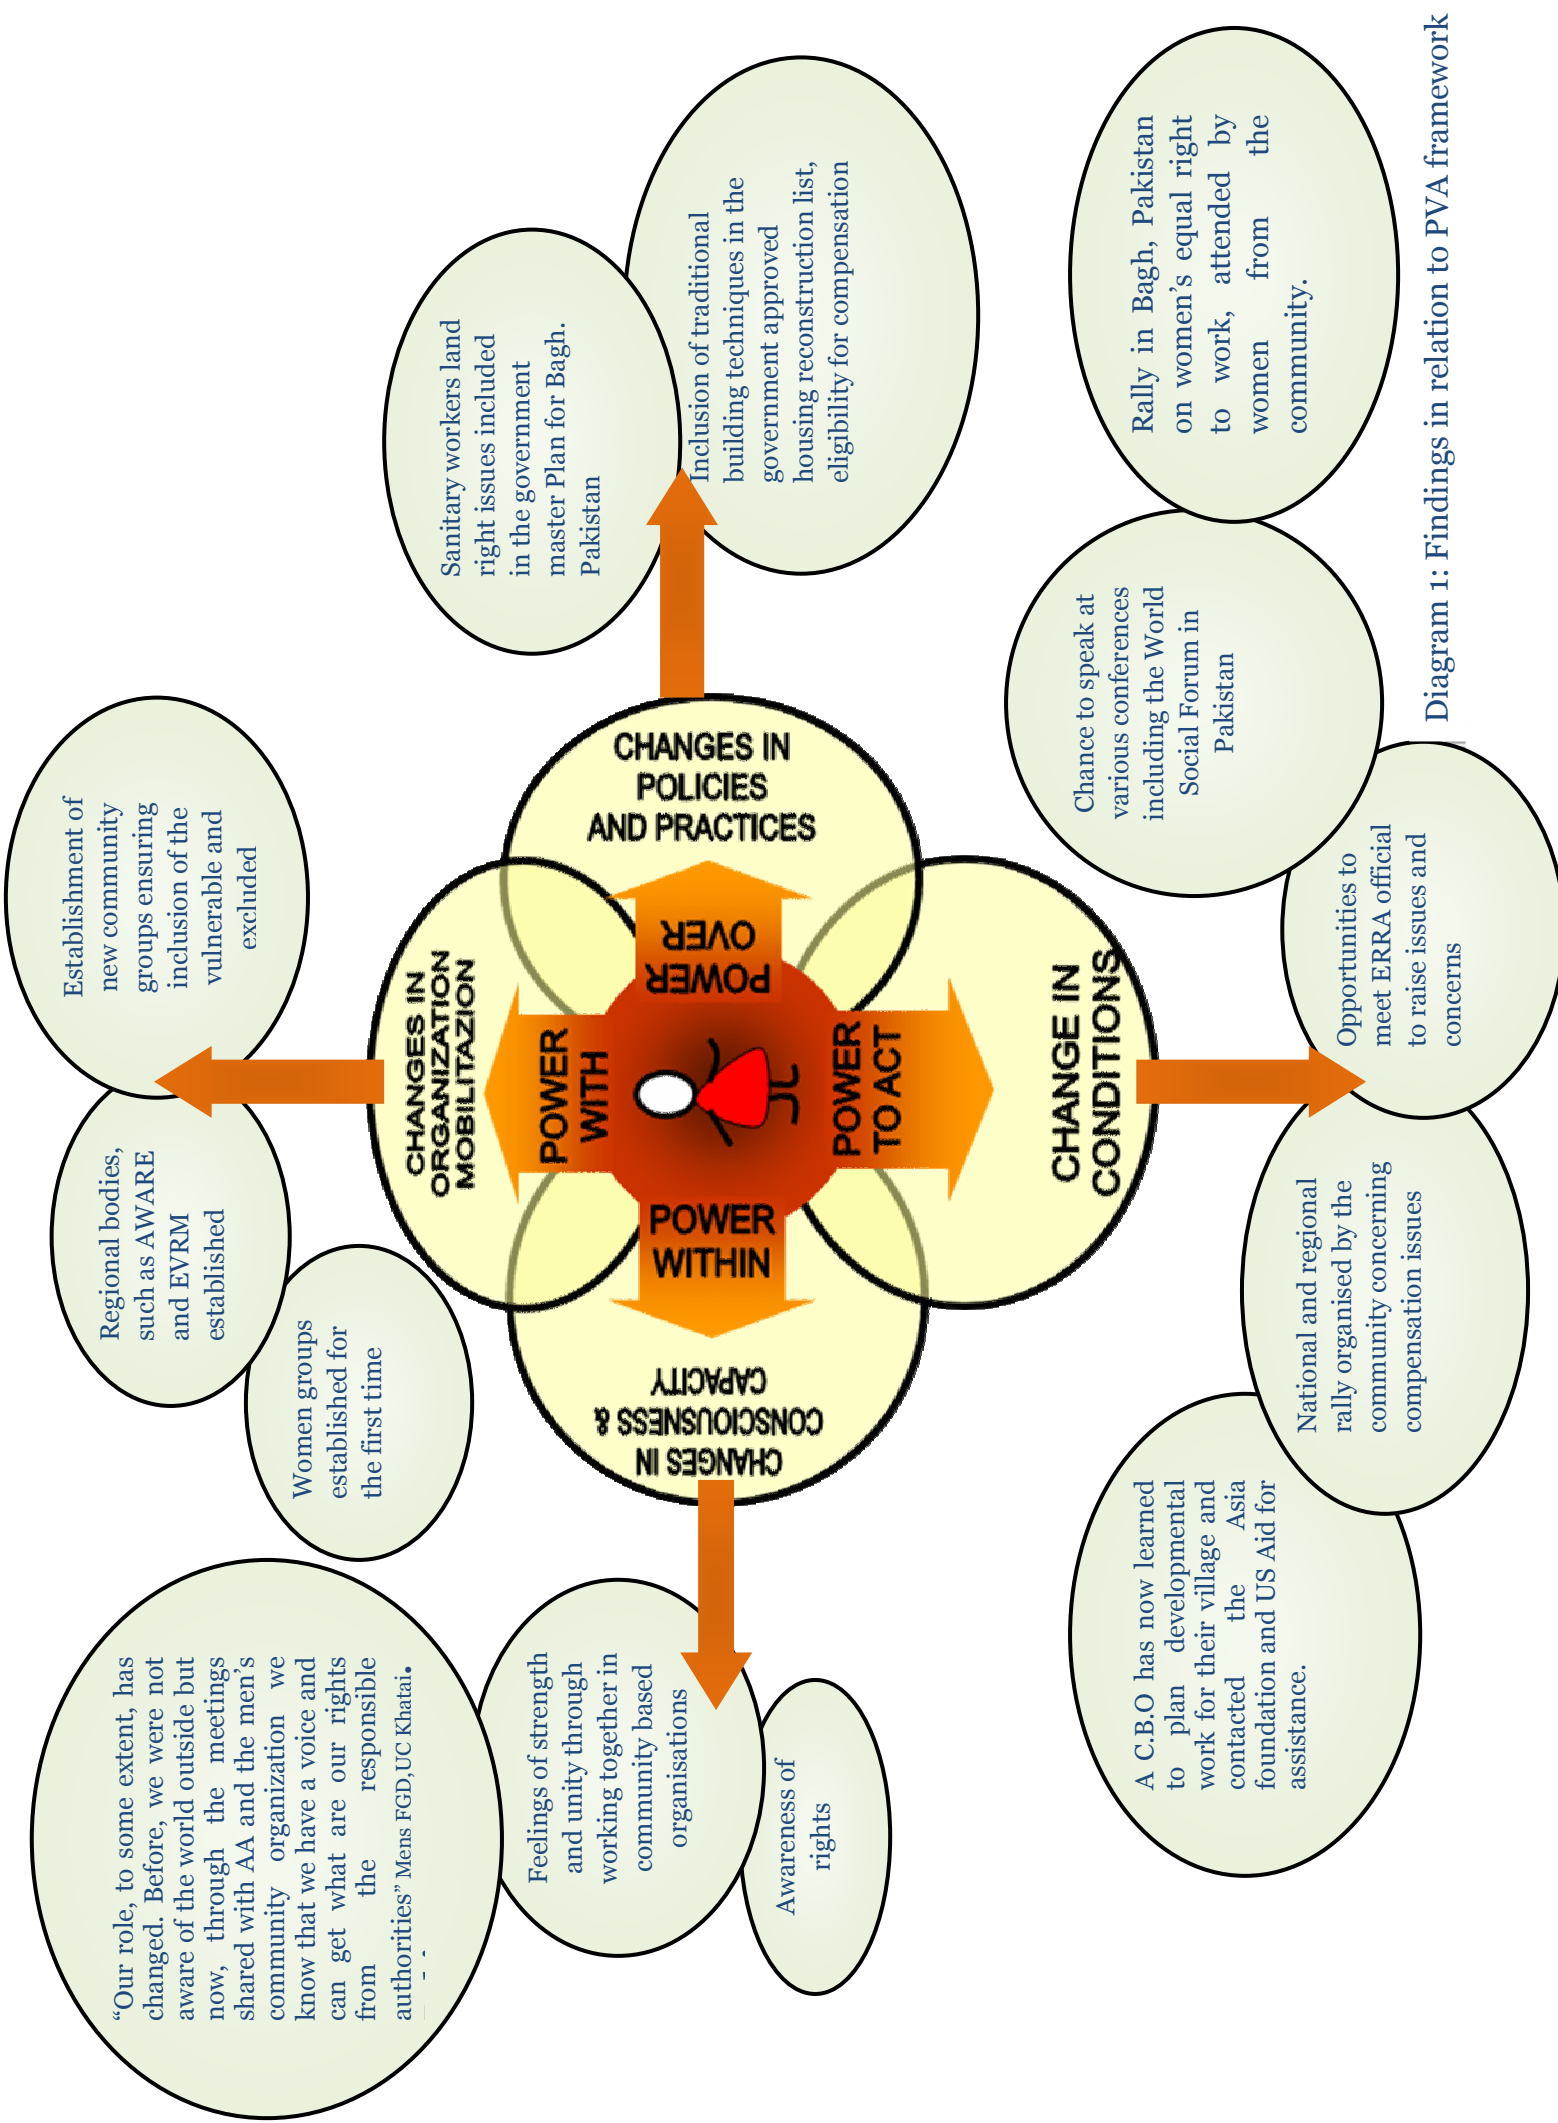 "Our role, to some extent, has
changed. Before, we were not
aware of the world outside but
now, through the meetings
shared with AA and the men's
community organization we
know that we have a voice and
can get what are our rights
from the responsible
authorities" Mens FGD,UC Khatai.
Women groups
established for
the first time
Regional bodies,
such as AWARE
and EVRM
established
Establishment of
new community
groups ensuring
inclusion of the
vulnerable and
excluded
Sanitary workers land
right issues included
in the government
master Plan for Bagh.
Pakistan
Inclusion of traditional
building techniques in the
government approved
housing reconstruction list,
eligibility for compensation
Feelings of strength
and unity through
working together in
community based
organisations
Awareness of
rights
CHANGES IN
ORGANIZATION
MOBILITAZION
POWER
WITH
CHANGES IN
CONSCIOUSNESS &
CAPACITY
POWER
WITHIN
POWER
OVER
CHANGES IN
POLICIES
AND PRACTICES
POWER
TO ACT
CHANGE IN
CONDITIONS
A C.B.O has now learned
to plan developmental
work for their village and
contacted the Asia
foundation and US Aid for
assistance.
National and regional
rally organised by the
community concerning
compensation issues
Opportunities to
meet ERRA official
to raise issues and
concerns
Chance to speak at
various conferences
including the World
Social Forum in
Pakistan
Rally in Bagh, Pakistan
on women's equal right
to work, attended by
women from the
community.
Diagram 1: Findings in relation to PVA framework